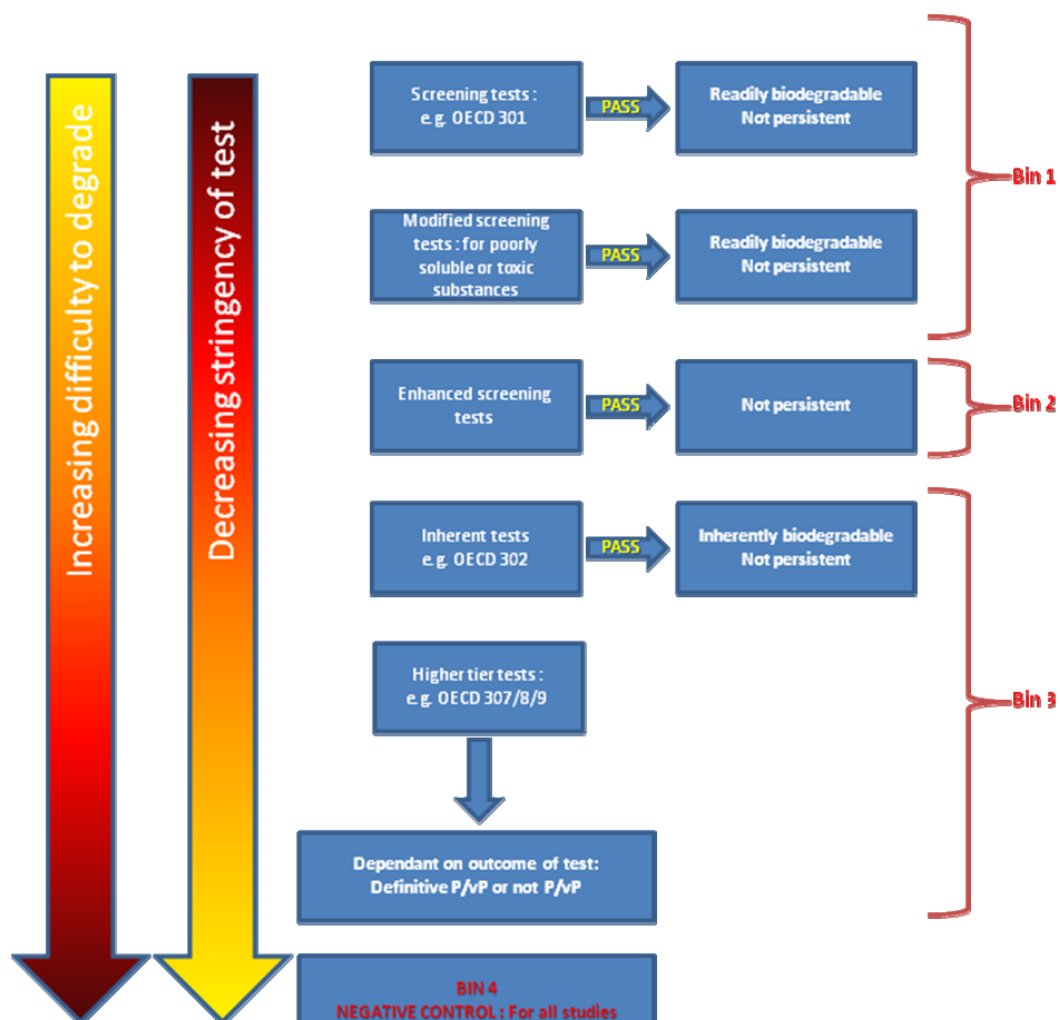 Increasing difficulty to degrade
Decreasing stringency of test
Screening tests :
e.g. OECD 301
PASS
Readily biodegradable
Not persistent
Modified screening
tests : for poorly
soluble or toxic
substances
PASS
Readily biodegradable
Not persistent
Bin 1
Enhanced screening
tests
PASS
Not persistent
Bin 2
Inherent tests
e.g. OECD 302
PASS
Inherently biodegradable
Not persistent
Higher tier tests :
e.g. OECD 307/8/9
Bin 3
Dependant on outcome of test:
Definitive P/vP or not P/vP
BIN 4
NEGATIVE CONTROL : For all studies